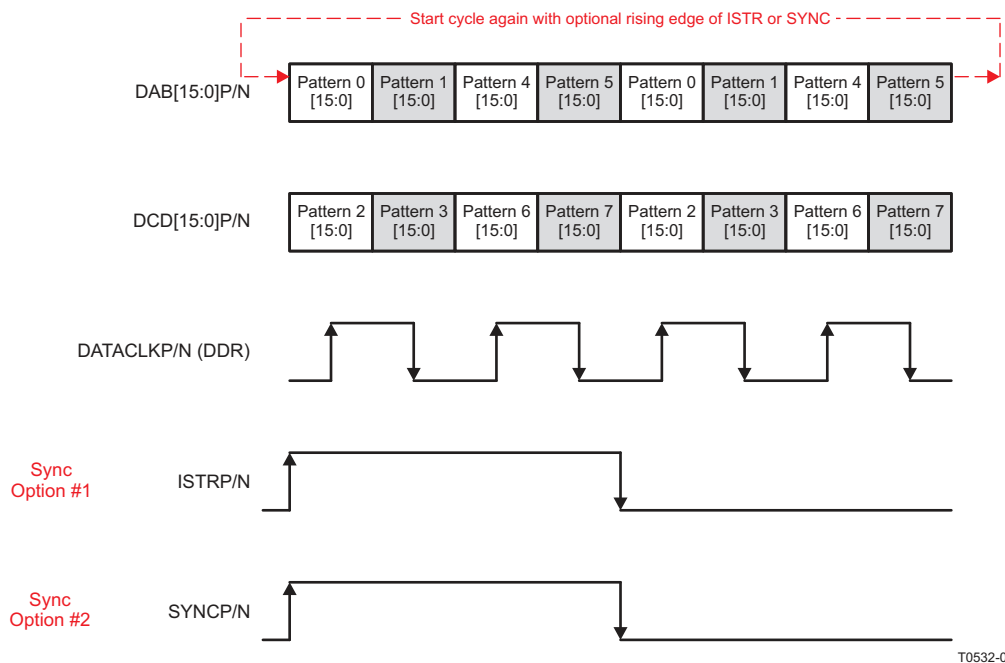 Start cycle again with optional rising edge of ISTR or SYNC
DAB[15:0]P/N
Pattern 0 [15:0]
Pattern 1 [15:0]
Pattern 4 [15:0]
Pattern 5 [15:0]
Pattern 0 [15:0]
Pattern 1 [15:0]
Pattern 4 [15:0]
Pattern 5 [15:0]
DCD[15:0]P/N
Pattern 2 [15:0]
Pattern 3 [15:0]
Pattern 6 [15:0]
Pattern 7 [15:0]
Pattern 2 [15:0]
Pattern 3 [15:0]
Pattern 6 [15:0]
Pattern 7 [15:0]
DATACLKP/N (DDR)
Sync
Option #1
ISTRP/N
Sync
Option #2
SYNCP/N